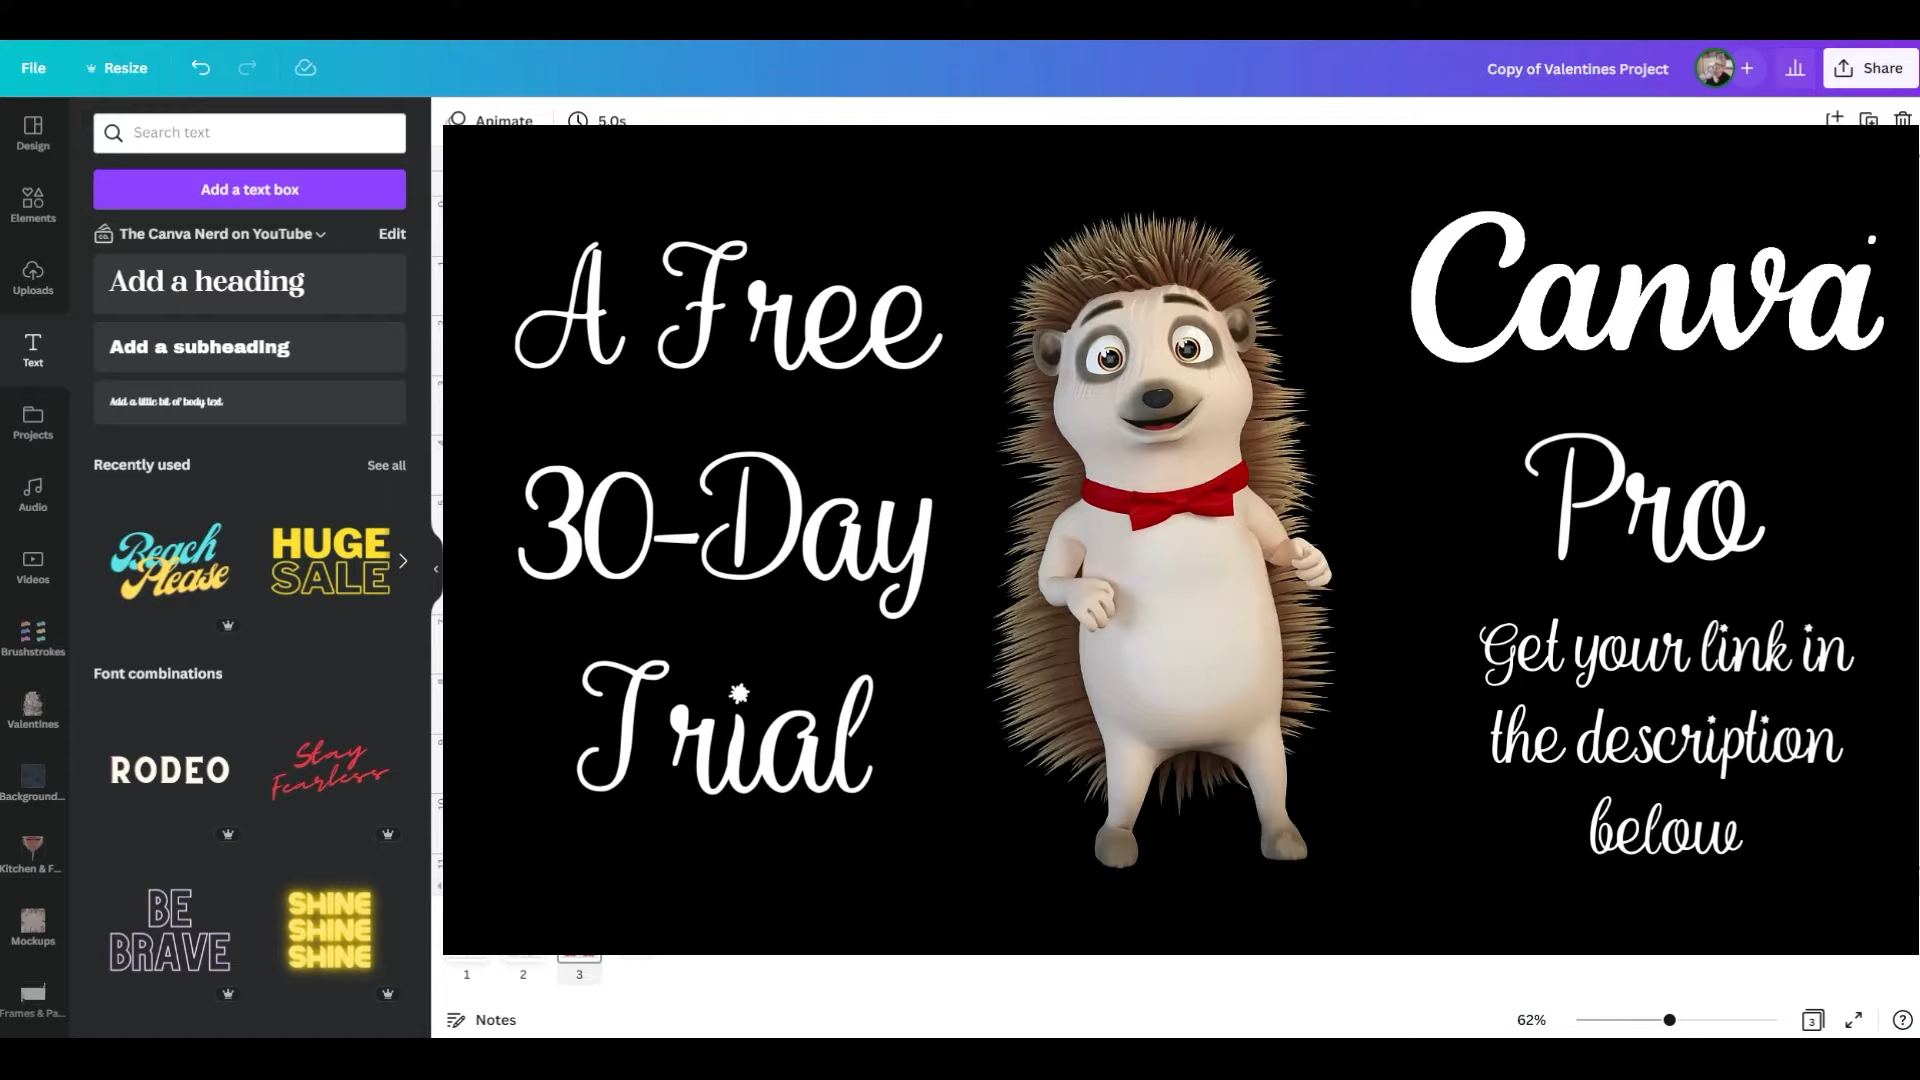 File
Resize
Copy of Valentines Project
Share
Design
Elements
Uploads
Text
Projects
Audio
Videos
Brushstrokes
Valentines
Background...
Kitchen & F...
Mockups
Frames & Pa...
Search text
Add a text box
The Canva Nerd on YouTube
Edit
Add a heading
Add a subheading
Add a little bit of body text
Recently used
See all
Beach
Please
HUGE
SALE
Font combinations
RODEO
Stay
Fearless
BE
BRAVE
SHINE
SHINE
SHINE
Animate
5.0s
A Free
30-Day
Trial
Canva
Pro
Get your link in
the description
below
1
2
3
Notes
62%
3
?